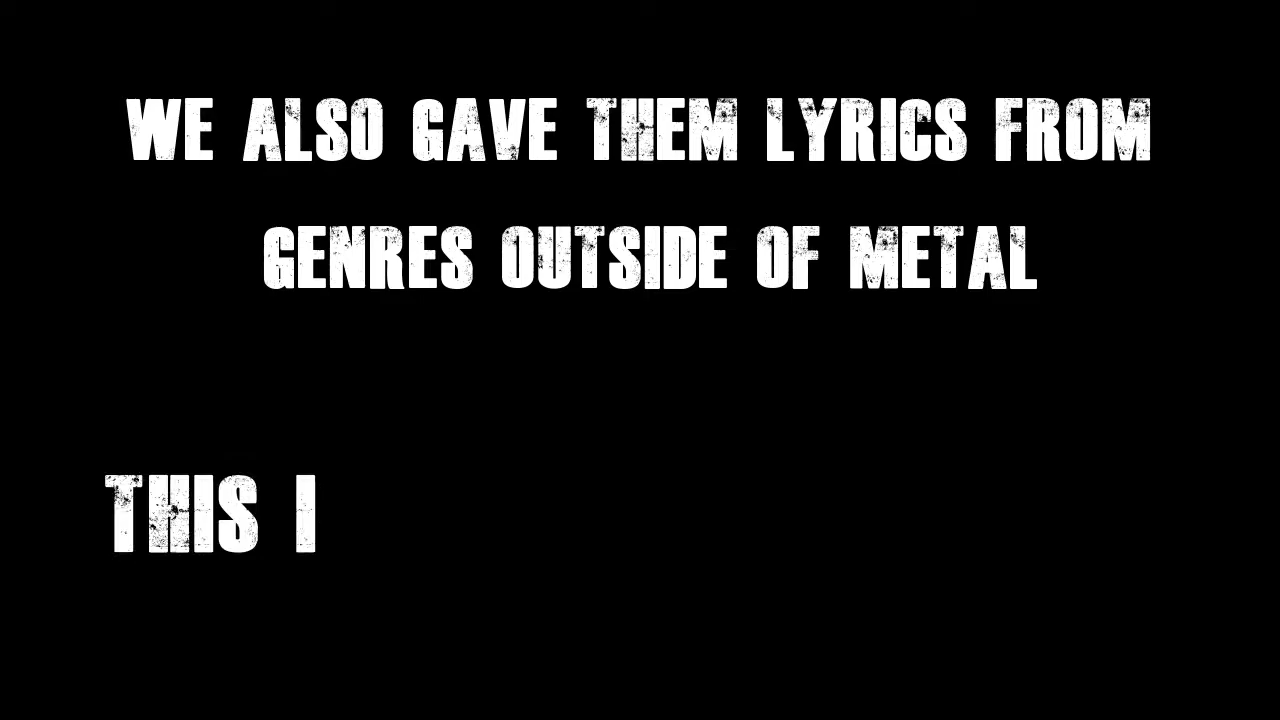 WE ALSO GAVE THEM LYRICS FROM
GENRES OUTSIDE OF METAL
THIS I